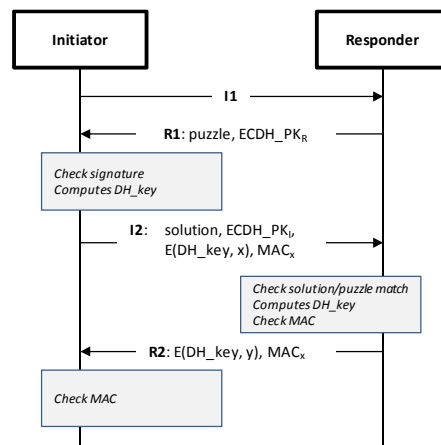 Initiator
Responder
I1
R1: puzzle, ECDH_PKR
Check signature
Computes DH_key
I2: solution, ECDH_PKI,
E(DH_key, x), MACx
Check solution/puzzle match
Computes DH_key
Check MAC
R2: E(DH_key, y), MACx
Check MAC